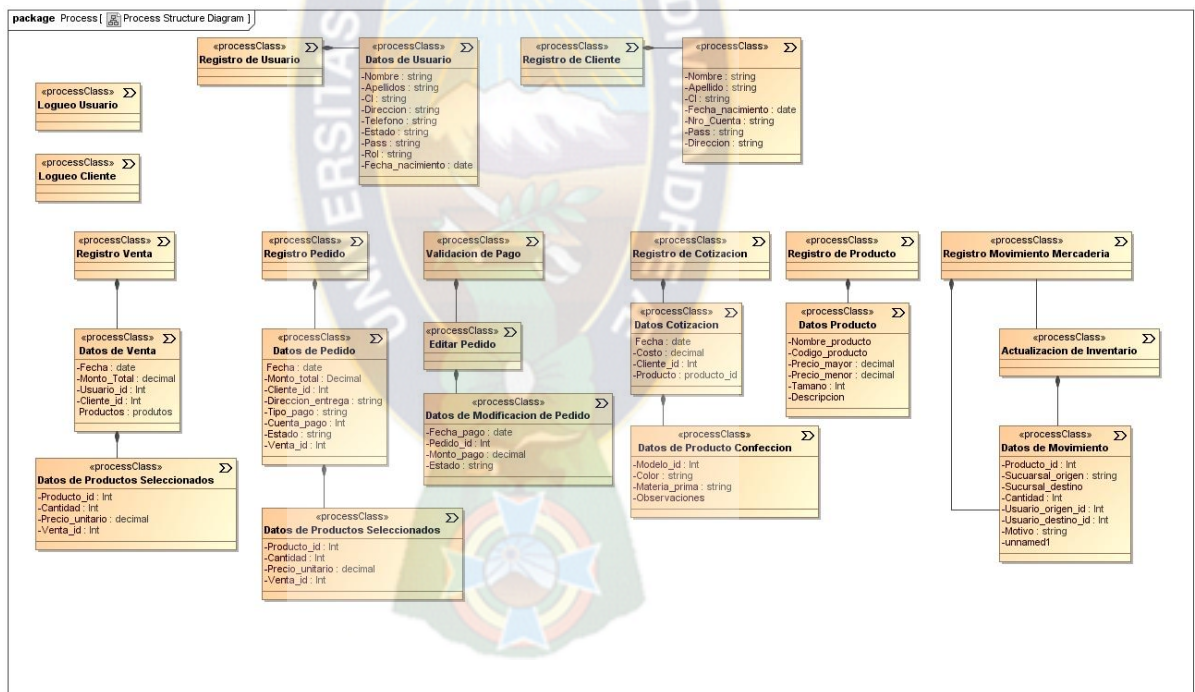 package Process [ Process Structure Diagram ]
«processClass»
Registro de Usuario
«processClass»
Datos de Usuario
-Nombre : string
-Apellidos : string
-CI : string
-Direccion : string
-Telefono : string
-Estado : string
-Pass : string
-Rol : string
-Fecha_nacimiento : date
«processClass»
Registro de Cliente
«processClass»
-Nombre : string
-Apellido : string
-CI : string
-Fecha_nacimiento : date
-Nro_Cuenta : string
-Pass : string
-Direccion : string
«processClass»
Logueo Usuario
«processClass»
Logueo Cliente
«processClass»
Registro Venta
«processClass»
Datos de Venta
-Fecha : date
-Monto_Total : decimal
-Usuario_id : Int
-Cliente_id : Int
Productos : produtos
«processClass»
Datos de Productos Seleccionados
-Producto_id : Int
-Cantidad : Int
-Precio_unitario : decimal
-Venta_id : Int
«processClass»
Registro Pedido
«processClass»
Datos de Pedido
Fecha : date
-Monto_total : Decimal
-Cliente_id : Int
-Direccion_entrega : string
-Tipo_pago : string
-Cuenta_pago : Int
-Estado : string
-Venta_id : Int
«processClass»
Datos de Productos Seleccionados
-Producto_id : Int
-Cantidad : Int
-Precio_unitario : decimal
-Venta_id : Int
«processClass»
Validacion de Pago
«processClass»
Editar Pedido
«processClass»
Datos de Modificacion de Pedido
-Fecha_pago : date
-Pedido_id : Int
-Monto_pago : decimal
-Estado : string
«processClass»
Registro de Cotizacion
«processClass»
Datos Cotizacion
Fecha : date
-Costo : decimal
-Cliente_id : Int
-Producto : producto_id
«processClass»
Datos de Producto Confeccion
-Modelo_id : Int
-Color : string
-Materia_prima : string
-Observaciones
«processClass»
Registro de Producto
«processClass»
Datos Producto
-Nombre_producto
-Codigo_producto
-Precio_mayor : decimal
-Precio_menor : decimal
-Tamano : Int
-Descripcion
«processClass»
Registro Movimiento Mercaderia
«processClass»
Actualizacion de Inventario
«processClass»
Datos de Movimiento
-Producto_id : Int
-Sucuarsal_origen : string
-Sucursal_destino
-Cantidad : Int
-Usuario_origen_id : Int
-Usuario_destino_id : Int
-Motivo : string
-unnamed1